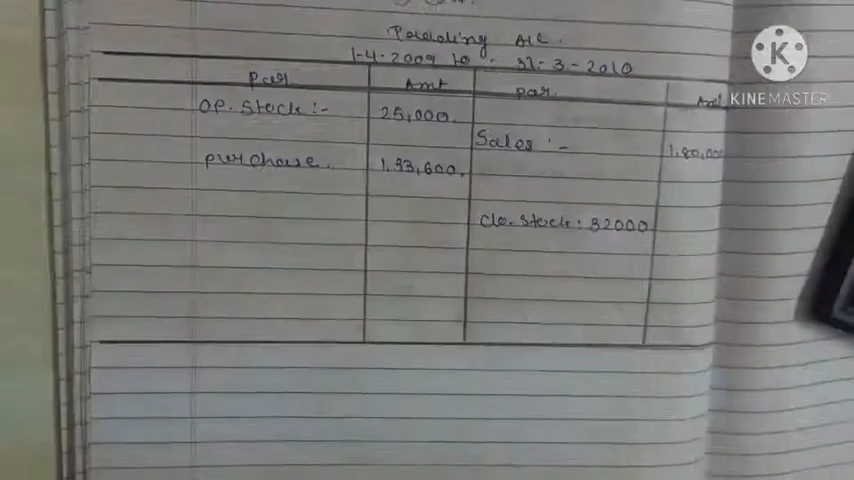 Trading A/c.
1-4-2009 to 31-3-2010
par Amt par. Amt
OP. Stock :- 25,000.
Sales :- 1,80,000
purchase. 1,33,600.
Clo. Stock : 32000
KINEMASTER